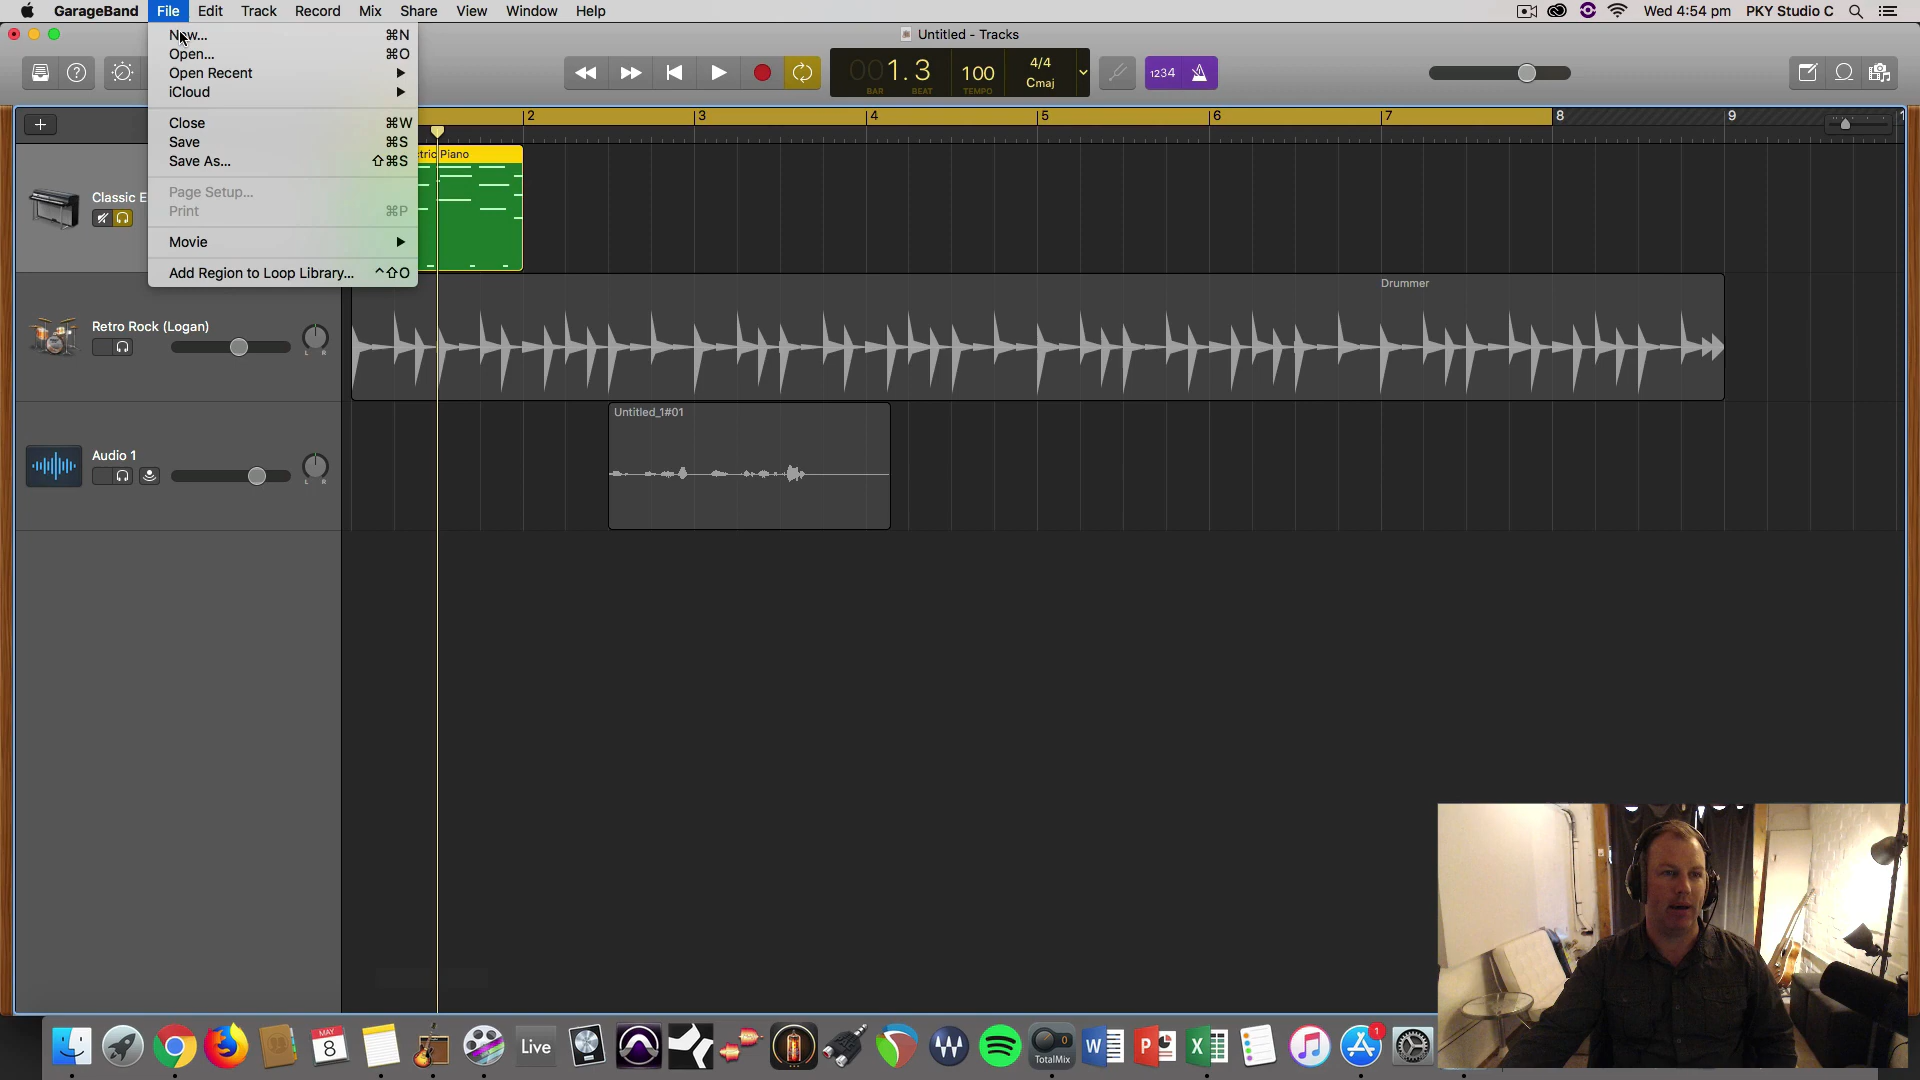 GarageBand File Edit Track Record Mix Share View Window Help
Wed 4:54 pm PKY Studio C
Untitled - Tracks
New... ⌘N
Open... ⌘O
Open Recent
iCloud
Close ⌘W
Save ⌘S
Save As... ⇧⌘S
Page Setup...
Print ⌘P
Movie
Add Region to Loop Library... ^⇧O
001.3 100 4/4 Cmaj
BAR BEAT TEMPO
1234
2 3 4 5 6 7 8 9
Classic E
Piano
Retro Rock (Logan)
L R
Drummer
Untitled_1#01
Audio 1
L R
MAY
8
Live
0
TotalMix
W
P
X
1